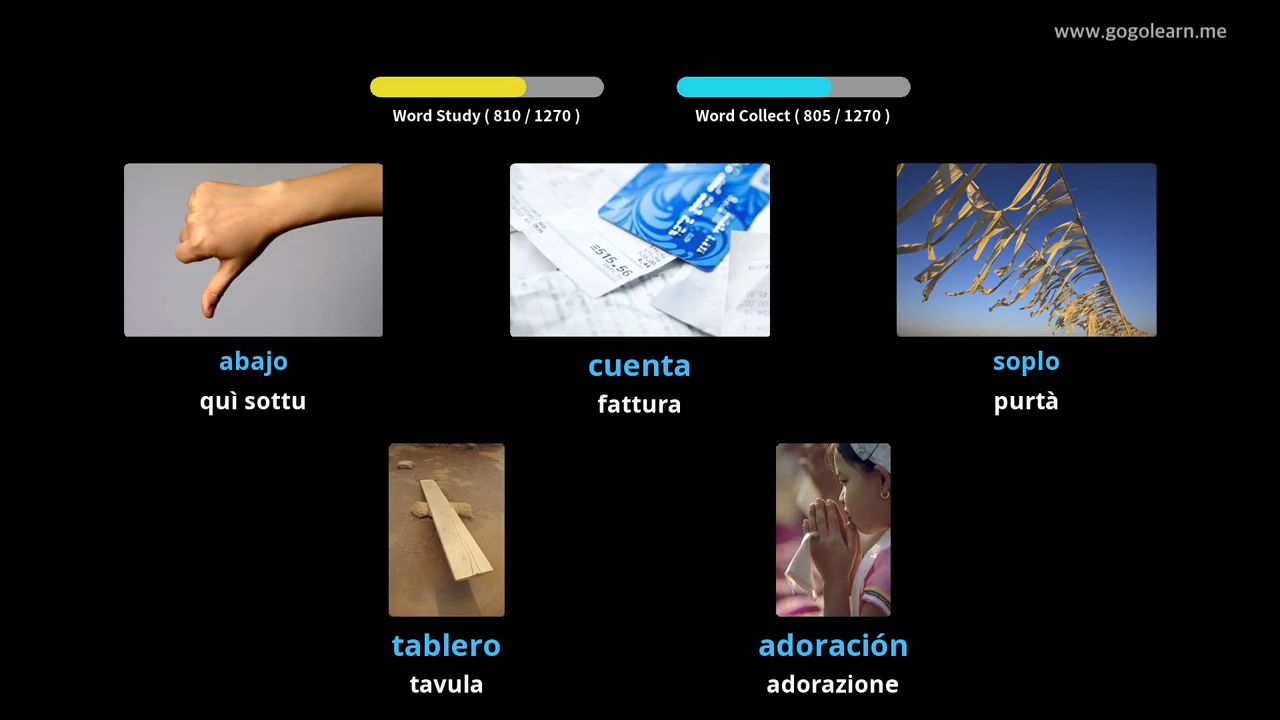 www.gogolearn.me
Word Study ( 810 / 1270 )
Word Collect ( 805 / 1270 )
abajo
quì sottu
cuenta
fattura
soplo
purtà
tablero
tavula
adoración
adorazione